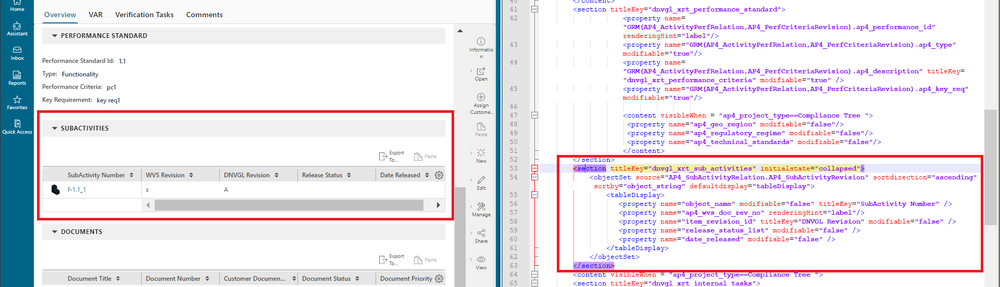 Home
Assistant
Inbox
Reports
Favorites
Quick Access
Overview VAR Verification Tasks Comments
PERFORMANCE STANDARD
Performance Standard Id: 1.1
Type: Functionality
Performance Criteria: pc1
Key Requirement: key req1
SUBACTIVITIES
Export
To...
Paste
SubActivity Number WVS Revision DNVGL Revision Release Status Date Released
f-1.1_1 s A
DOCUMENTS
Export
To...
Paste
Document Title Document Number Customer Documen... Document Status Document Priority
Informatio
n
Open
Assign
Custome...
Paste
New
Edit
Manage
Share
View
40 </content>
41 <section titleKey="dnvgl_xrt_performance_standard">
42 <property name=
"GRM(AP4_ActivityPerfRelation,AP4_PerfCriteriaRevision).ap4_performance_id"
renderingHint="label"/>
43 <property name="GRM(AP4_ActivityPerfRelation,AP4_PerfCriteriaRevision).ap4_type"
modifiable="true"/>
44 <property name=
"GRM(AP4_ActivityPerfRelation,AP4_PerfCriteriaRevision).ap4_description" titleKey=
"dnvgl_xrt_performance_criteria" modifiable="true" />
45 <property name="GRM(AP4_ActivityPerfRelation,AP4_PerfCriteriaRevision).ap4_key_req"
modifiable="true"/>
46
47 <content visibleWhen = "ap4_project_type==Compliance Tree ">
48 <property name="ap4_geo_region" modifiable="false"/>
49 <property name="ap4_regulatory_regime" modifiable="false"/>
50 <property name="ap4_technical_standards" modifiable="false"/>
51 </content>
52 </section>
53 <section titleKey="dnvgl_xrt_sub_activities" initialstate="collapsed">
54 <objectSet source="AP4_SubActivityRelation.AP4_SubActivityRevision" sortdirection="ascending"
sortby="object_string" defaultdisplay="tableDisplay">
55 <tableDisplay>
56 <property name="object_name" modifiable="false" titleKey="SubActivity Number" />
57 <property name="ap4_wvs_doc_rev_no" renderingHint="label"/>
58 <property name="item_revision_id" titleKey="DNVGL Revision" modifiable="false" />
59 <property name="release_status_list" modifiable="false" />
60 <property name="date_released" modifiable="false" />
61 </tableDisplay>
62 </objectSet>
63 </section>
64 <content visibleWhen = "ap4_project_type==Compliance Tree ">
65 <section titleKey="dnvgl_xrt_internal_tasks">